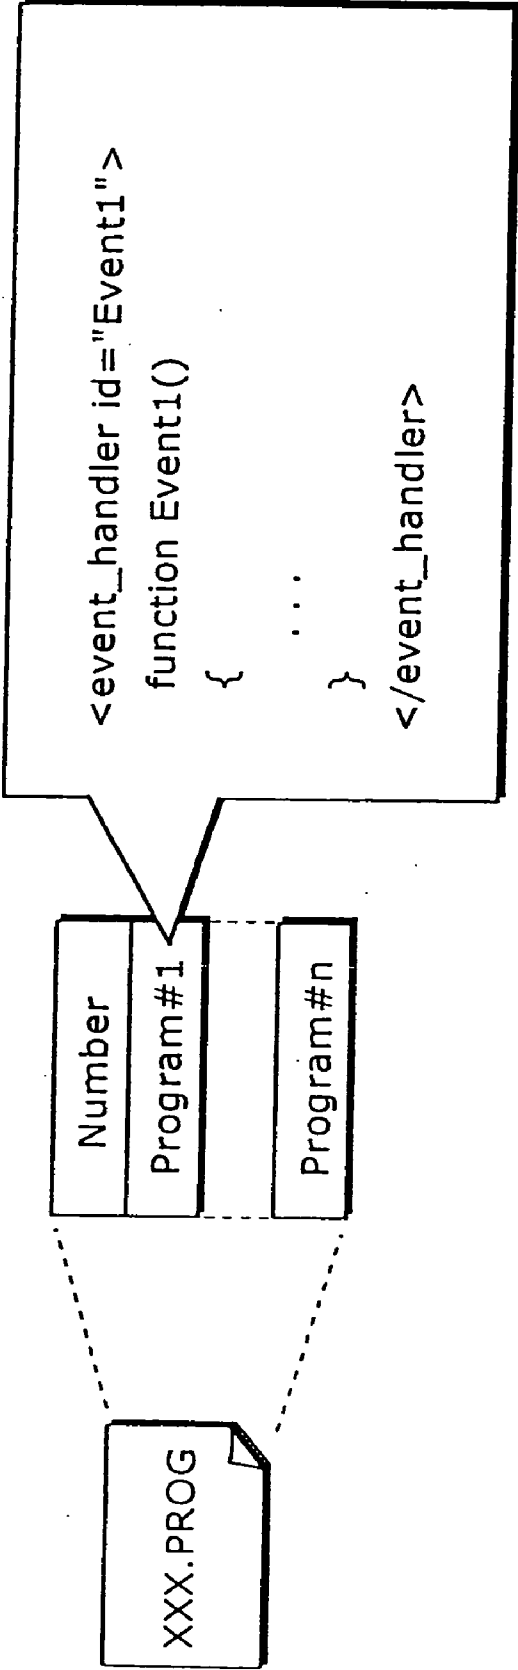 XXX.PROG
Number
Program#1
Program#n
<event_handler id="Event1">
function Event1()
{
...
}
</event_handler>